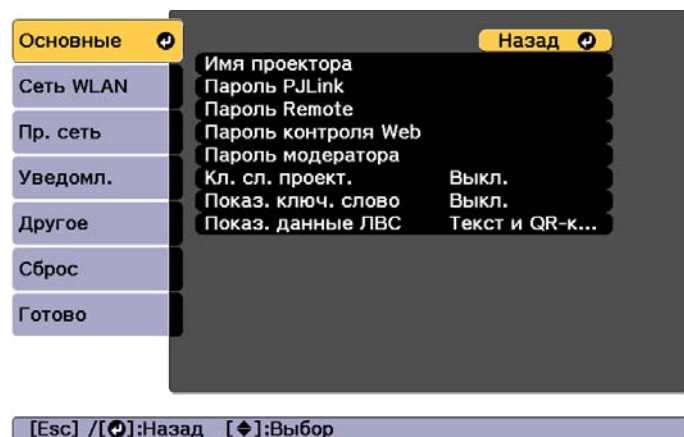 Основные
Сеть WLAN
Пр. сеть
Уведомл.
Другое
Сброс
Готово
Назад
Имя проектора
Пароль PJLink
Пароль Remote
Пароль контроля Web
Пароль модератора
Кл. сл. проект. Выкл.
Показ. ключ. слово Выкл.
Показ. данные ЛВС Текст и QR-к...
[Esc] /[]:Назад []:Выбор